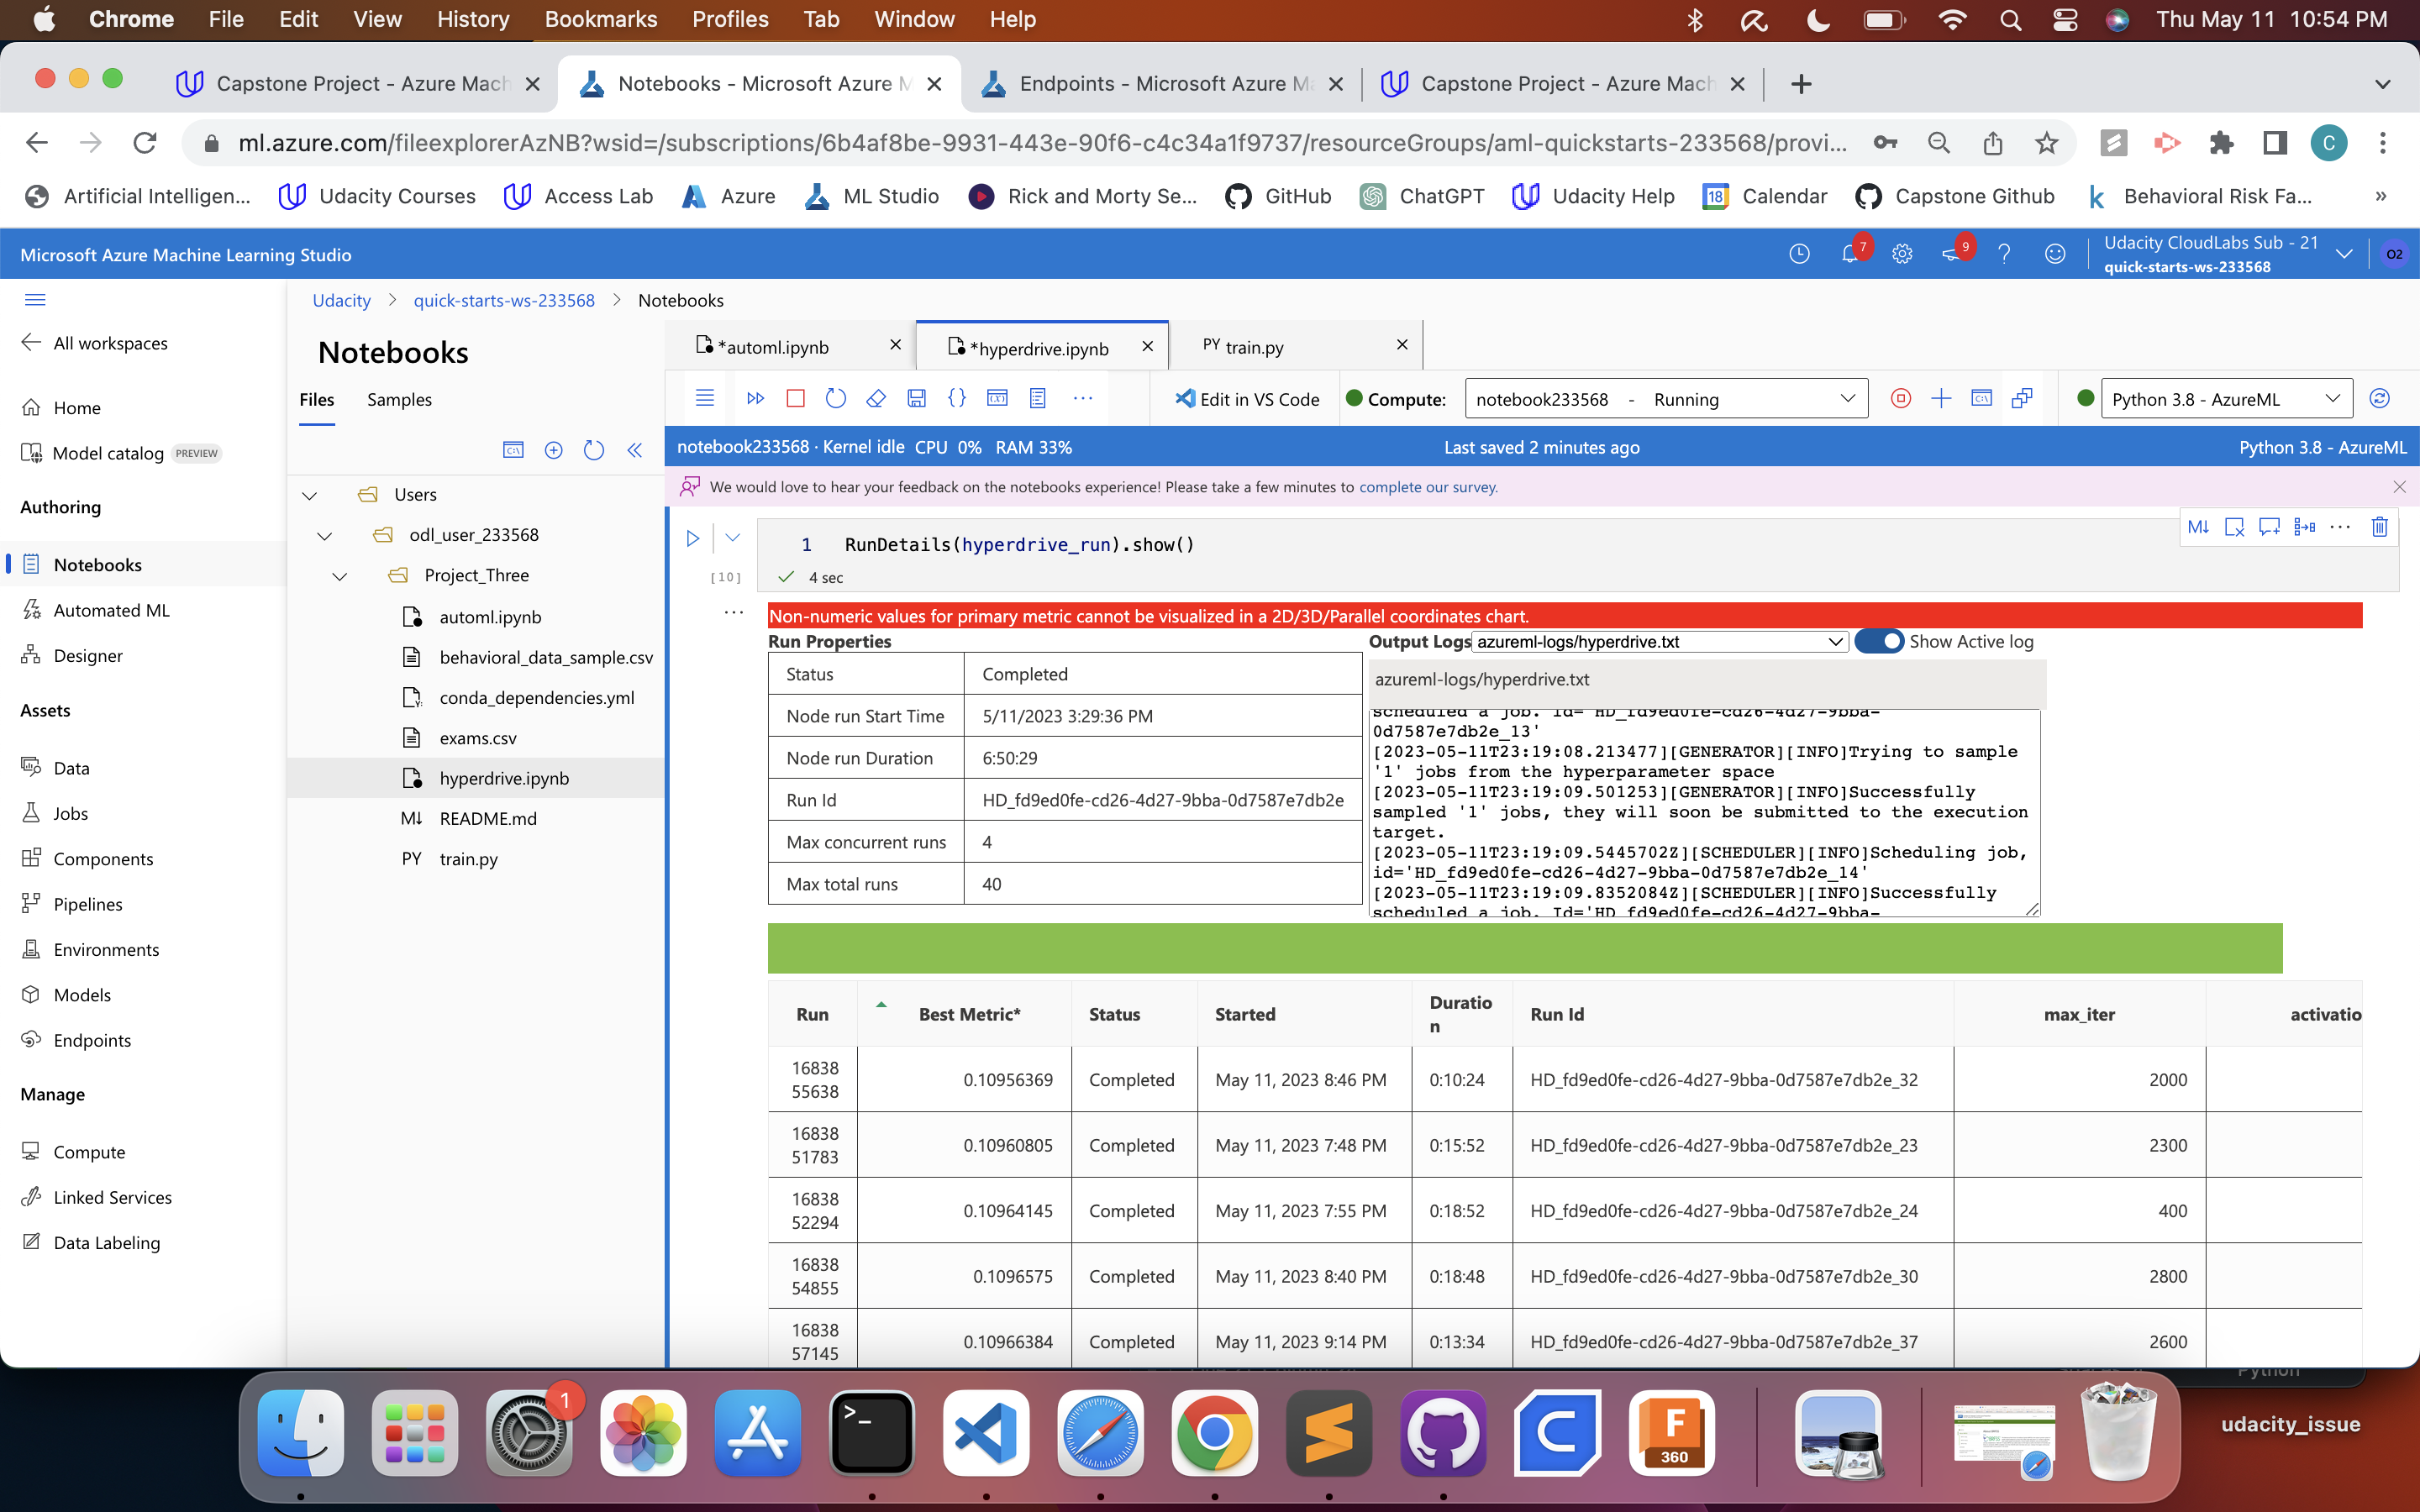 Chrome File Edit View History Bookmarks Profiles Tab Window Help Thu May 11 10:54 PM
Capstone Project - Azure Mach Notebooks - Microsoft Azure M Endpoints - Microsoft Azure Ma Capstone Project - Azure Mach
ml.azure.com/fileexplorerAzNB?wsid=/subscriptions/6b4af8be-9931-443e-90f6-c4c34a1f9737/resourceGroups/aml-quickstarts-233568/provi... C
Artificial Intelligen... Udacity Courses Access Lab Azure ML Studio Rick and Morty Se... GitHub ChatGPT Udacity Help 18 Calendar Capstone Github k Behavioral Risk Fa... »
Microsoft Azure Machine Learning Studio 7 9 ? Udacity CloudLabs Sub - 21 O2
quick-starts-ws-233568
All workspaces
Home
Model catalog PREVIEW
Authoring
Notebooks
Automated ML
Designer
Assets
Data
Jobs
Components
Pipelines
Environments
Models
Endpoints
Manage
Compute
Linked Services
Data Labeling
Udacity > quick-starts-ws-233568 > Notebooks
Notebooks
Files Samples
Users
odl_user_233568
Project_Three
automl.ipynb
behavioral_data_sample.csv
conda_dependencies.yml
exams.csv
hyperdrive.ipynb
M↓ README.md
PY train.py
*automl.ipynb *hyperdrive.ipynb PY train.py
Edit in VS Code Compute: notebook233568 - Running Python 3.8 - AzureML
notebook233568 · Kernel idle CPU 0% RAM 33% Last saved 2 minutes ago Python 3.8 - AzureML
We would love to hear your feedback on the notebooks experience! Please take a few minutes to complete our survey.
M↓
1 RunDetails(hyperdrive_run).show()
[10] 4 sec
Non-numeric values for primary metric cannot be visualized in a 2D/3D/Parallel coordinates chart.
Run Properties
Status Completed
Node run Start Time 5/11/2023 3:29:36 PM
Node run Duration 6:50:29
Run Id HD_fd9ed0fe-cd26-4d27-9bba-0d7587e7db2e
Max concurrent runs 4
Max total runs 40
Output Logs azureml-logs/hyperdrive.txt Show Active log
azureml-logs/hyperdrive.txt
scheduled a job. Id='HD_fd9ed0fe-cd26-4d27-9bba-
0d7587e7db2e_13'
[2023-05-11T23:19:08.213477][GENERATOR][INFO]Trying to sample
'1' jobs from the hyperparameter space
[2023-05-11T23:19:09.501253][GENERATOR][INFO]Successfully
sampled '1' jobs, they will soon be submitted to the execution
target.
[2023-05-11T23:19:09.5445702Z][SCHEDULER][INFO]Scheduling job,
id='HD_fd9ed0fe-cd26-4d27-9bba-0d7587e7db2e_14'
[2023-05-11T23:19:09.8352084Z][SCHEDULER][INFO]Successfully
scheduled a job. Id='HD_fd9ed0fe-cd26-4d27-9bba-
Run Best Metric* Status Started Duratio
n Run Id max_iter activatio
16838
55638 0.10956369 Completed May 11, 2023 8:46 PM 0:10:24 HD_fd9ed0fe-cd26-4d27-9bba-0d7587e7db2e_32 2000
16838
51783 0.10960805 Completed May 11, 2023 7:48 PM 0:15:52 HD_fd9ed0fe-cd26-4d27-9bba-0d7587e7db2e_23 2300
16838
52294 0.10964145 Completed May 11, 2023 7:55 PM 0:18:52 HD_fd9ed0fe-cd26-4d27-9bba-0d7587e7db2e_24 400
16838
54855 0.1096575 Completed May 11, 2023 8:40 PM 0:18:48 HD_fd9ed0fe-cd26-4d27-9bba-0d7587e7db2e_30 2800
16838
57145 0.10966384 Completed May 11, 2023 9:14 PM 0:13:34 HD_fd9ed0fe-cd26-4d27-9bba-0d7587e7db2e_37 2600
Python
1
F
360
udacity_issue